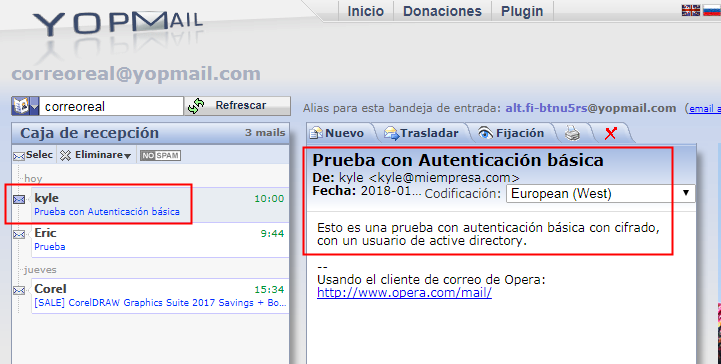 YOPMAIL
Inicio Donaciones Plugin
correoreal@yopmail.com
correoreal Refrescar
Alias para esta bandeja de entrada: alt.fi-btnu5rs@yopmail.com (email a
Caja de recepción 3 mails
Nuevo Trasladar Fijación
Selec Eliminar NO SPAM
hoy
kyle 10:00
Prueba con Autenticación básica
Eric 9:44
Prueba
jueves
Corel 15:34
[SALE] CorelDRAW Graphics Suite 2017 Savings + Bo...
Prueba con Autenticación básica
De: kyle <kyle@miempresa.com>
Fecha: 2018-01... Codificación: European (West)
Esto es una prueba con autenticación básica con cifrado,
con un usuario de active directory.
--
Usando el cliente de correo de Opera:
http://www.opera.com/mail/